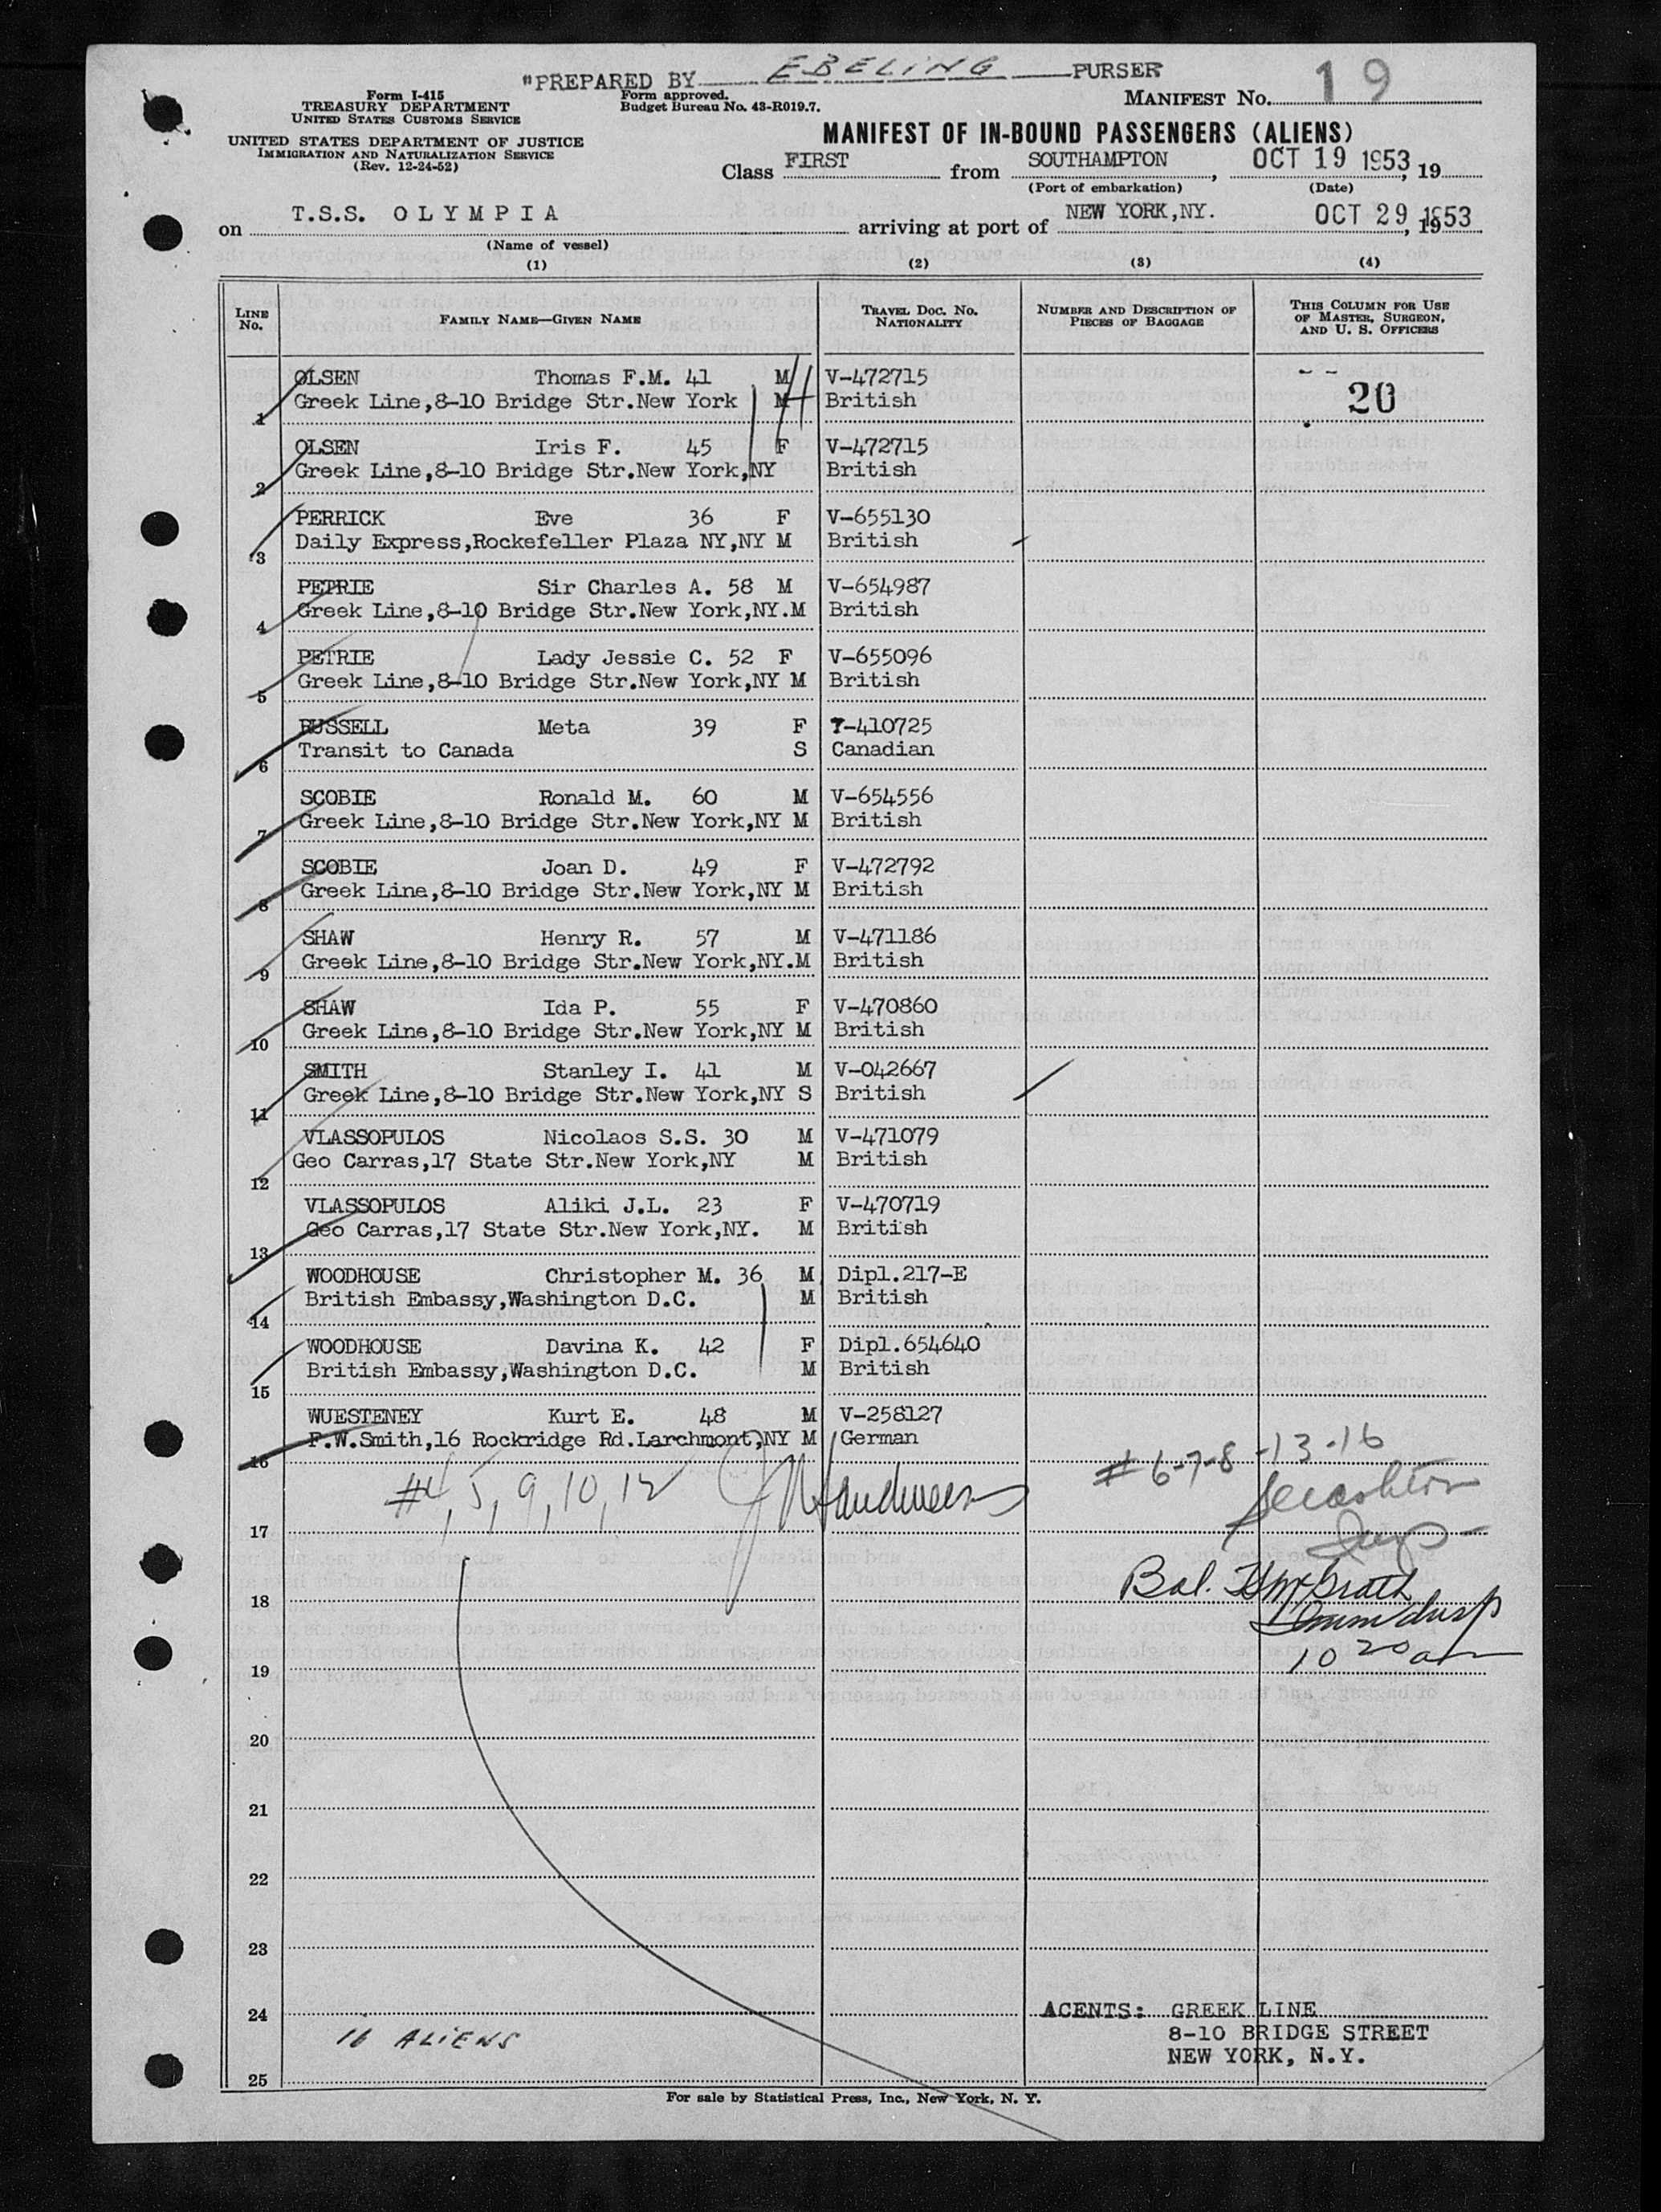 "PREPARED BY EBELING PURSER
Form I-415
TREASURY DEPARTMENT
UNITED STATES CUSTOMS SERVICE
UNITED STATES DEPARTMENT OF JUSTICE
IMMIGRATION AND NATURALIZATION SERVICE
(Rev. 12-24-52)
Form approved.
Budget Bureau No. 43-R019.7.
MANIFEST No. 19
MANIFEST OF IN-BOUND PASSENGERS (ALIENS)
Class FIRST from SOUTHAMPTON, OCT 19 1953, 19
(Port of embarkation) (Date)
on T.S.S. OLYMPIA arriving at port of NEW YORK,NY. OCT 29 1953, 19
(Name of vessel)
(1) (2) (3) (4)
LINE No. FAMILY NAME—GIVEN NAME TRAVEL DOC. NO. NATIONALITY NUMBER AND DESCRIPTION OF PIECES OF BAGGAGE THIS COLUMN FOR USE OF MASTER, SURGEON, AND U. S. OFFICERS
OLSEN Thomas F.M. 41 M V-472715
1 Greek Line,8-10 Bridge Str.New York M British 20
OLSEN Iris F. 45 F V-472715
2 Greek Line,8-10 Bridge Str.New York,NY British
PERRICK Eve 36 F V-655130
3 Daily Express,Rockefeller Plaza NY,NY M British
PETRIE Sir Charles A. 58 M V-654987
4 Greek Line,8-10 Bridge Str.New York,NY.M British
PETRIE Lady Jessie C. 52 F V-655096
5 Greek Line,8-10 Bridge Str.New York,NY M British
RUSSELL Meta 39 F 7-410725
6 Transit to Canada S Canadian
SCOBIE Ronald M. 60 M V-654556
7 Greek Line,8-10 Bridge Str.New York,NY M British
SCOBIE Joan D. 49 F V-472792
8 Greek Line,8-10 Bridge Str.New York,NY M British
SHAW Henry R. 57 M V-471186
9 Greek Line,8-10 Bridge Str.New York,NY.M British
SHAW Ida P. 55 F V-470860
10 Greek Line,8-10 Bridge Str.New York,NY M British
SMITH Stanley I. 41 M V-042667
11 Greek Line,8-10 Bridge Str.New York,NY S British
VLASSOPULOS Nicolaos S.S. 30 M V-471079
12 Geo Carras,17 State Str.New York,NY M British
VLASSOPULOS Aliki J.L. 23 F V-470719
13 Geo Carras,17 State Str.New York,NY. M British
WOODHOUSE Christopher M. 36 M Dipl.217-E
14 British Embassy,Washington D.C. M British
WOODHOUSE Davina K. 42 F Dipl.654640
15 British Embassy,Washington D.C. M British
WUESTENEY Kurt E. 48 M V-258127
16 F.W.Smith,16 Rockridge Rd.Larchmont,NY M German
#4, 5, 9, 10, 12 # 6-7-8-13-16
17
Insp
18 Bal. McGrath
Imm Insp
19 10 20 am
20
21
22
23
24 AGENTS: GREEK LINE
16 ALIENS 8-10 BRIDGE STREET
NEW YORK, N.Y.
25
For sale by Statistical Press, Inc., New York, N. Y.